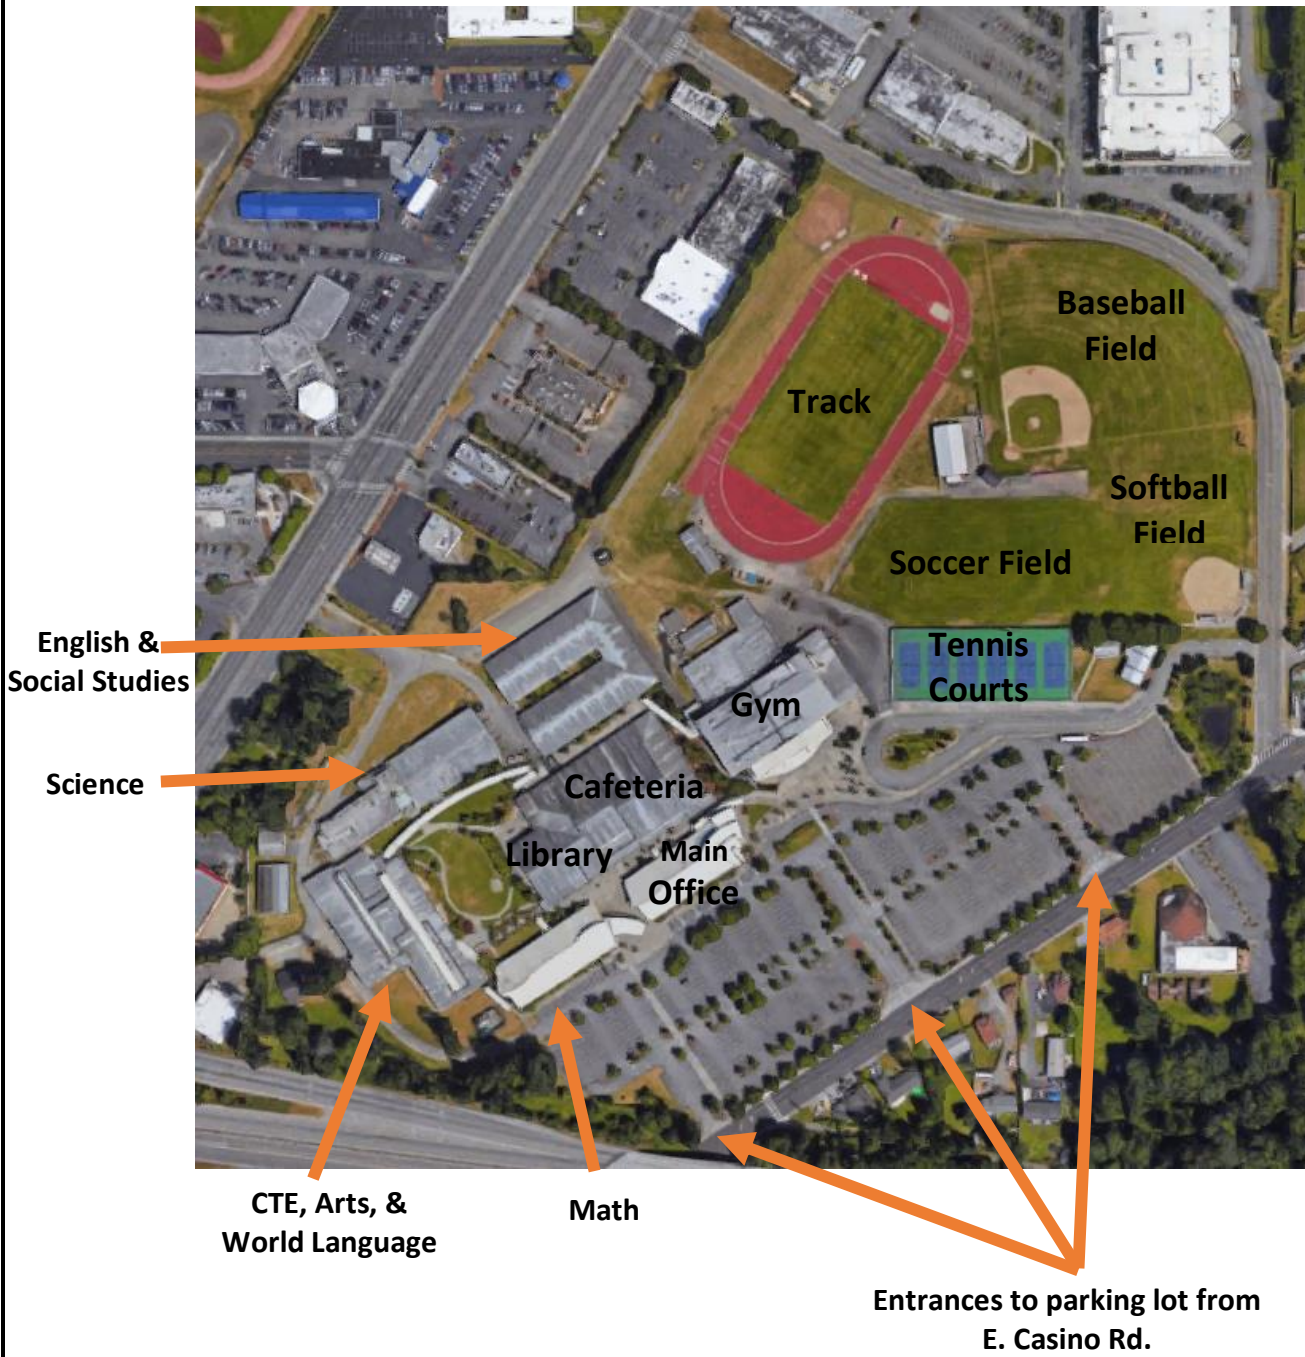 Baseball
Field
Track
Softball
Field
Soccer Field
English &
Social Studies
Tennis
Courts
Gym
Science
Cafeteria
Library
Main
Office
CTE, Arts, &
World Language
Math
Entrances to parking lot from
E. Casino Rd.